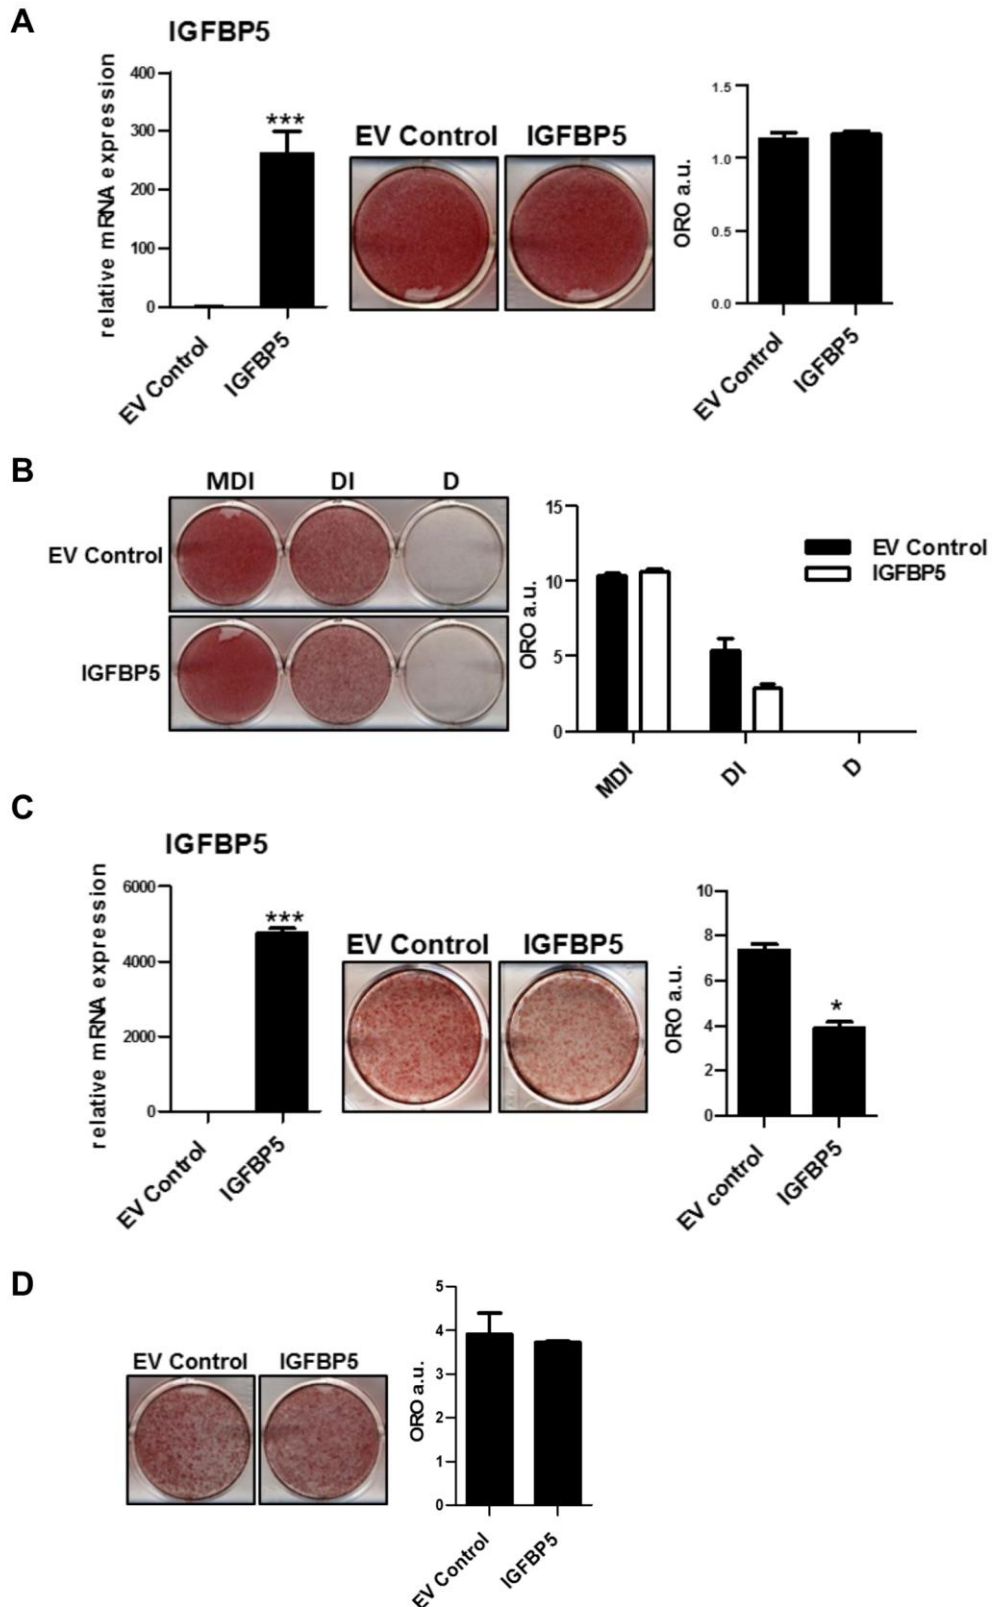 A
IGFBP5
relative mRNA expression
400
300
200
100
0
***
EV Control
IGFBP5
EV Control IGFBP5
ORO a.u.
1.5
1.0
0.5
0.0
EV Control
IGFBP5
B
MDI DI D
EV Control
IGFBP5
ORO a.u.
15
10
5
0
MDI
DI
D
EV Control
IGFBP5
C
IGFBP5
relative mRNA expression
6000
4000
2000
0
***
EV Control
IGFBP5
EV Control IGFBP5
ORO a.u.
10
8
6
4
2
0
*
EV control
IGFBP5
D
EV Control IGFBP5
ORO a.u.
5
4
3
2
1
0
EV Control
IGFBP5